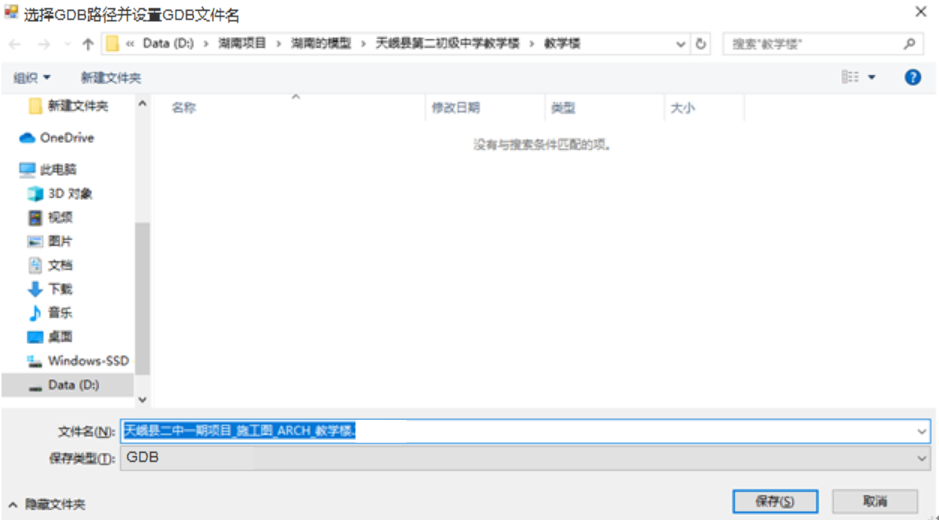 选择GDB路径并设置GDB文件名
« Data (D:) › 湖南项目 › 湖南的模型 › 天峨县第二初级中学教学楼 › 教学楼
搜索"教学楼"
组织 新建文件夹
名称 修改日期 类型 大小
没有与搜索条件匹配的项。
新建文件夹
OneDrive
此电脑
3D 对象
视频
图片
文档
下载
音乐
桌面
Windows-SSD
Data (D:)
文件名(N): 天峨县二中一期项目_施工图_ARCH_教学楼.
保存类型(T): GDB
隐藏文件夹 保存(S) 取消